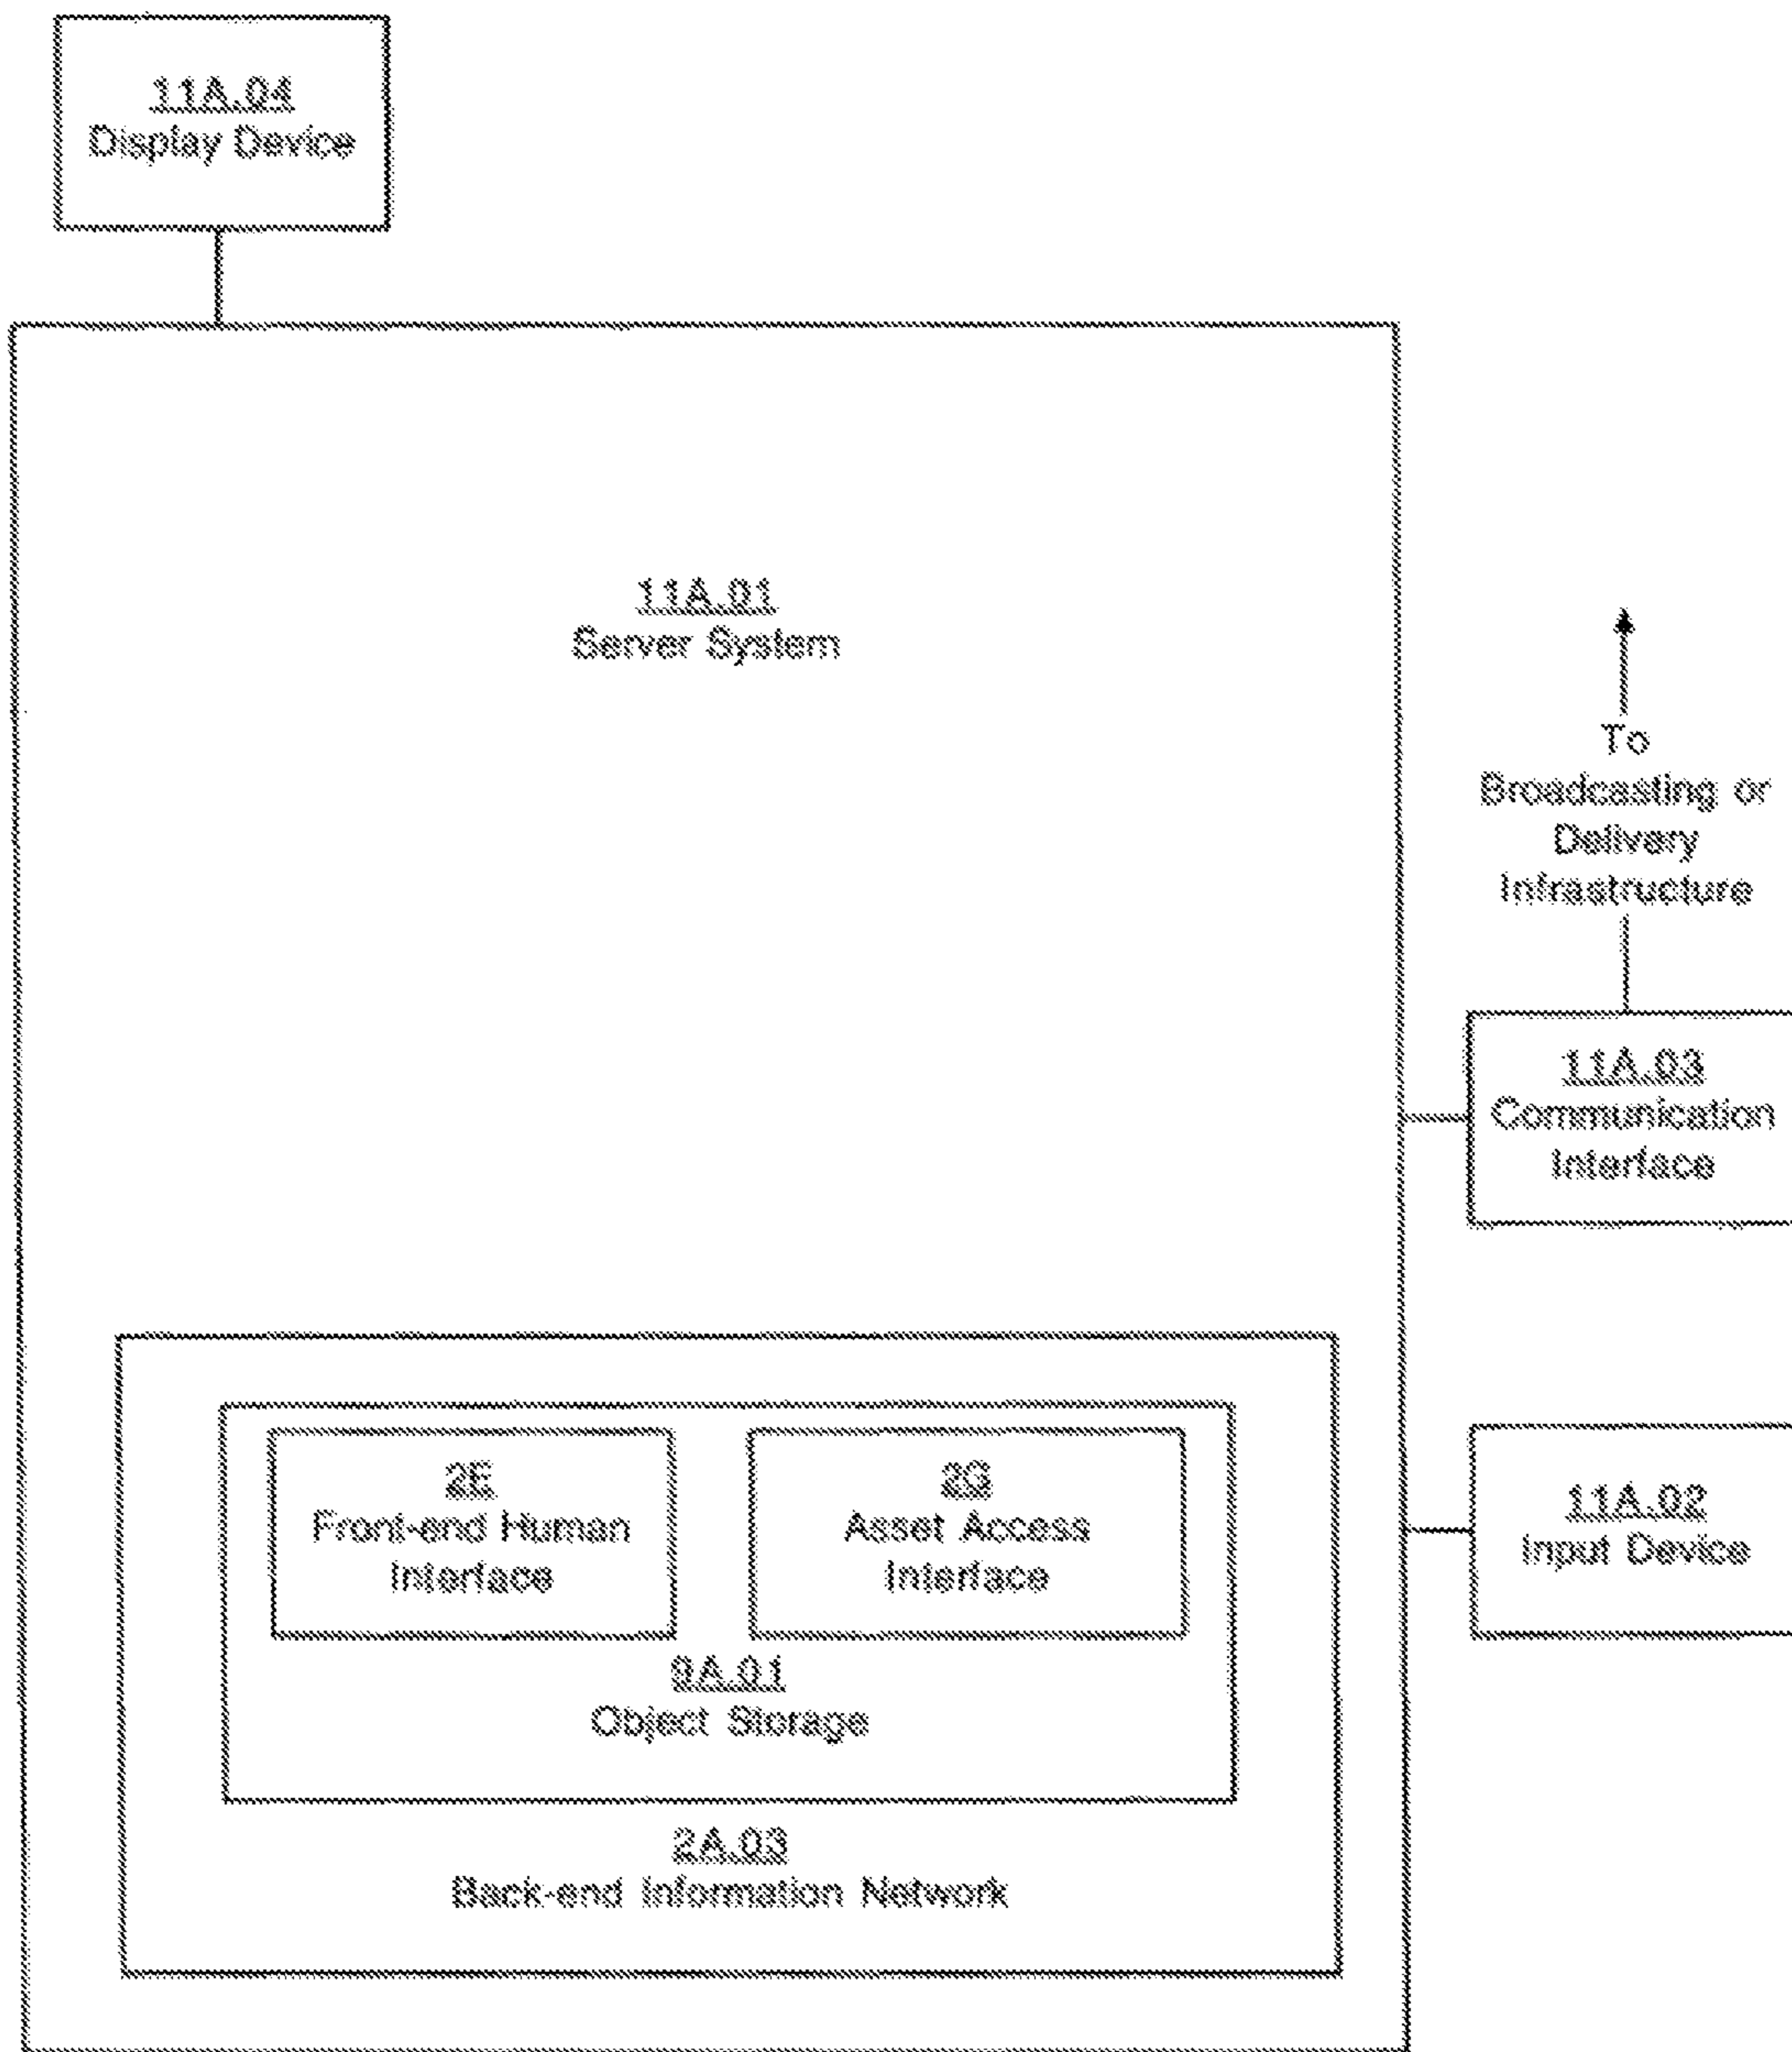 11A.04
Display Device
11A.01
Server System
To
Broadcasting or
Delivery
Infrastructure
11A.03
Communication
Interface
2E
Front-end Human
Interface
2G
Asset Access
Interface
11A.02
Input Device
9A.01
Object Storage
2A.03
Back-end Information Network